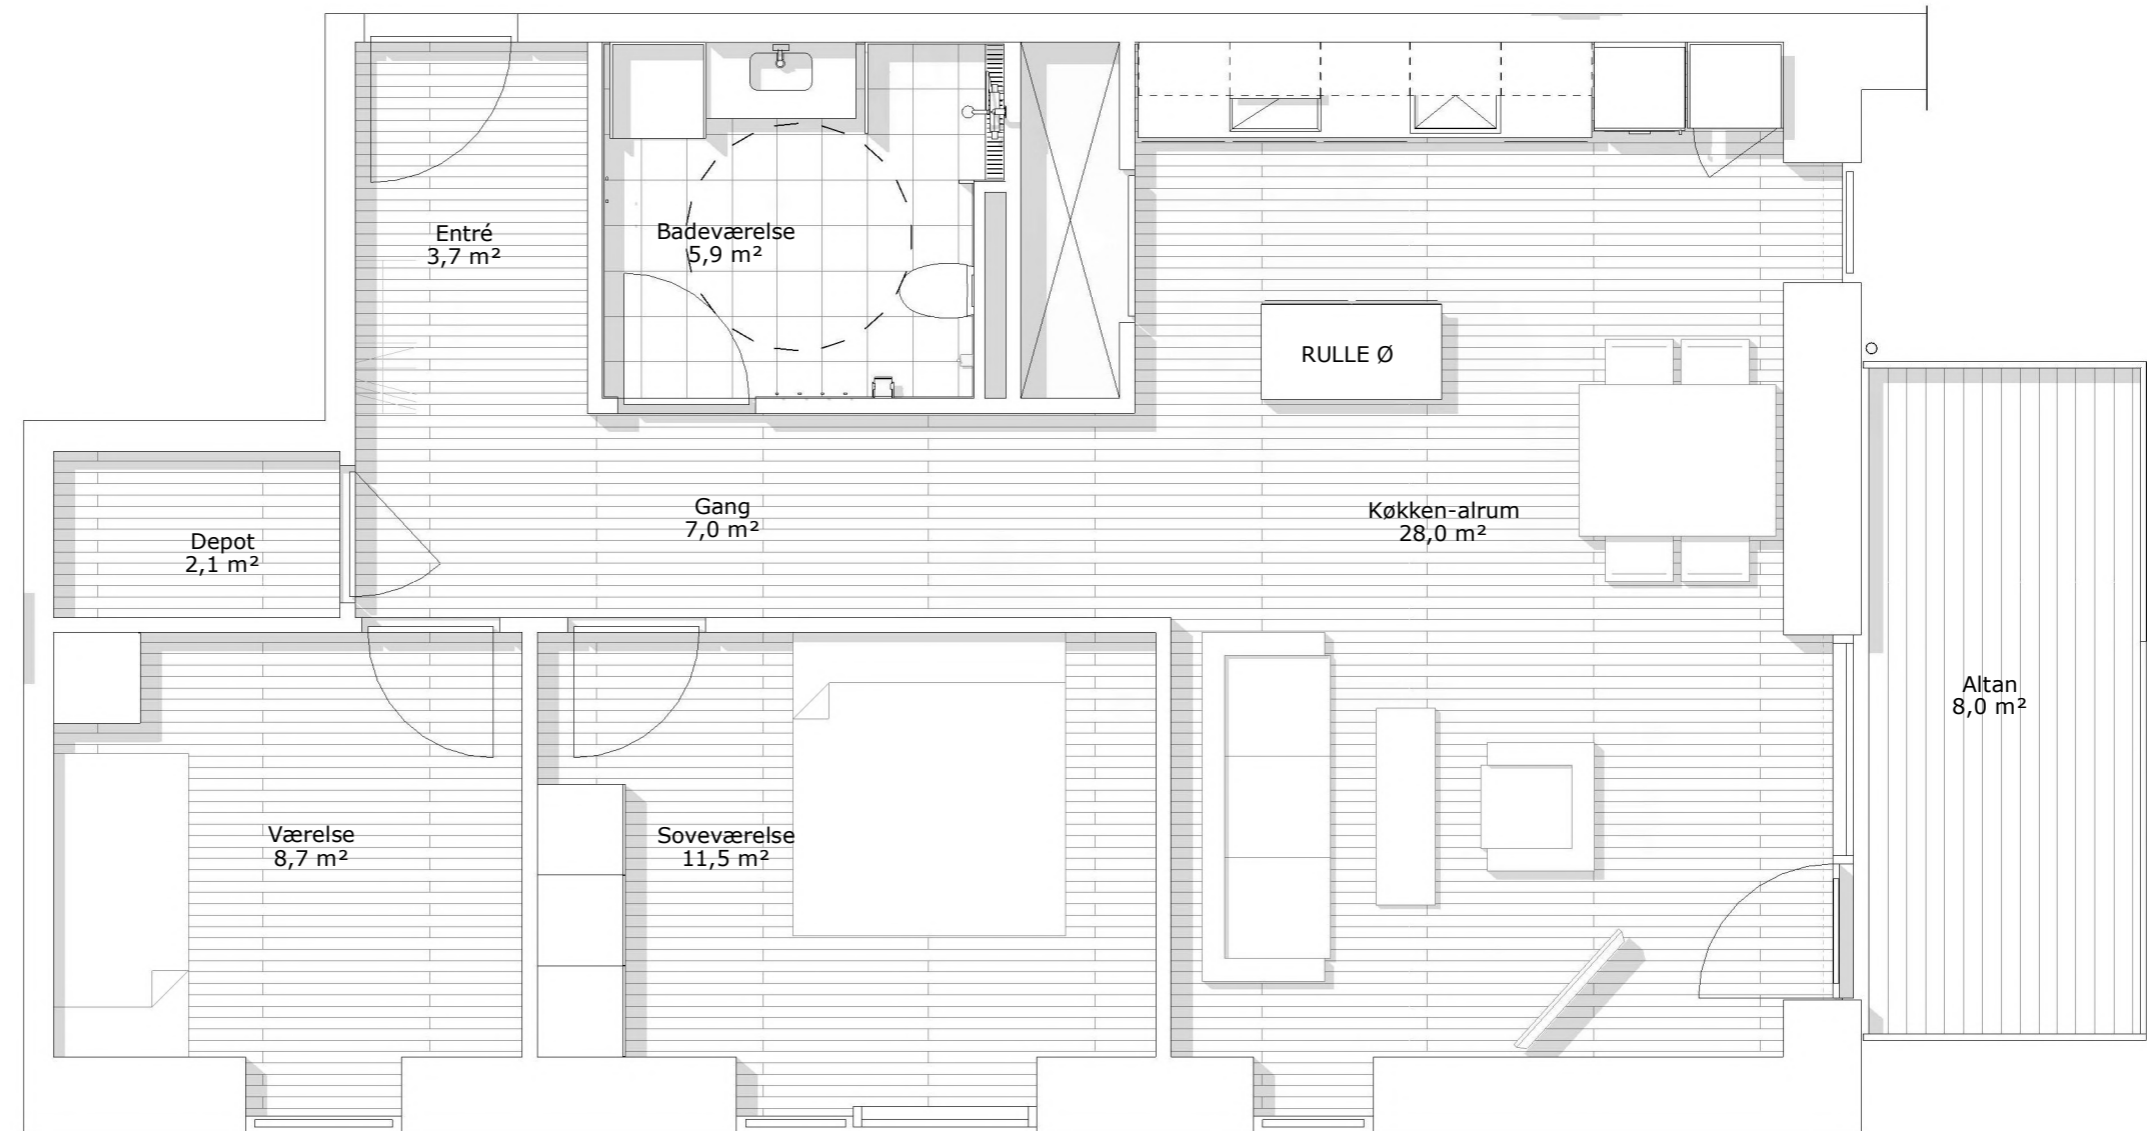 Entré
3,7 m²
Badeværelse
5,9 m²
RULLE Ø
Gang
7,0 m²
Køkken-alrum
28,0 m²
Depot
2,1 m²
Altan
8,0 m²
Værelse
8,7 m²
Soveværelse
11,5 m²